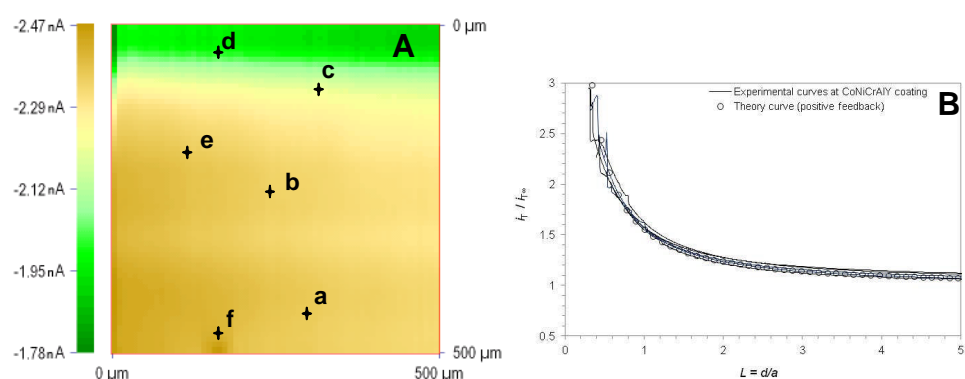 -2.47 nA
-2.29 nA
-2.12 nA
-1.95 nA
-1.78 nA
A
d
c
e
b
a
f
0 µm
500 µm
0 µm
500 µm
B
Experimental curves at CoNiCrAlY coating
Theory curve (positive feedback)
3
2.5
2
1.5
1
0.5
iT / iT∞
0 1 2 3 4 5
L = d/a